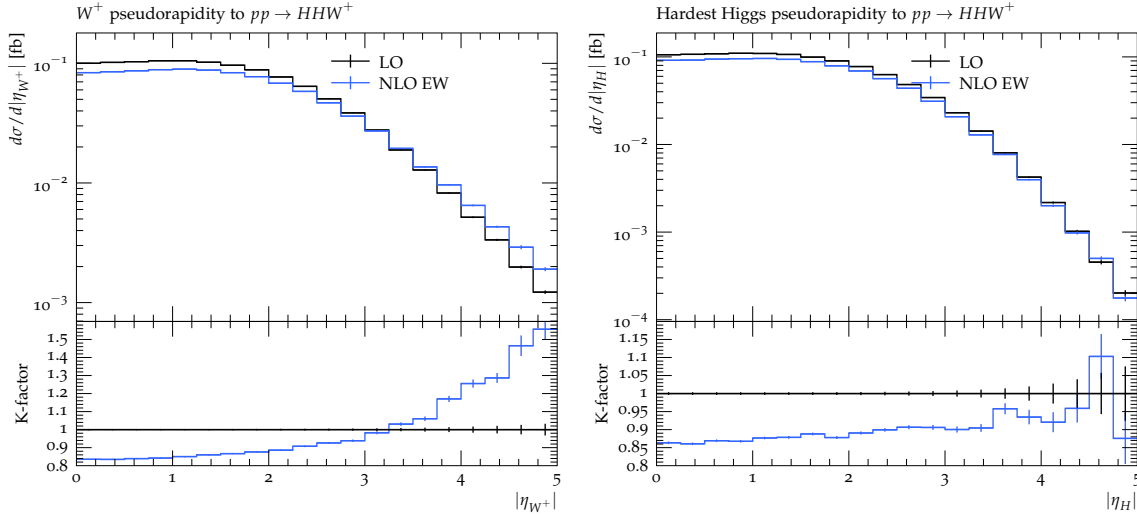 W⁺ pseudorapidity to pp → HHW⁺
LO
NLO EW
dσ/d|η_W⁺| [fb]
10⁻¹
10⁻²
10⁻³
K-factor
1.5
1.4
1.3
1.2
1.1
1
0.9
0.8
0 1 2 3 4 5
|η_W⁺|
Hardest Higgs pseudorapidity to pp → HHW⁺
LO
NLO EW
dσ/d|η_H| [fb]
10⁻¹
10⁻²
10⁻³
10⁻⁴
K-factor
1.15
1.1
1.05
1
0.95
0.9
0.85
0.8
0 1 2 3 4 5
|η_H|